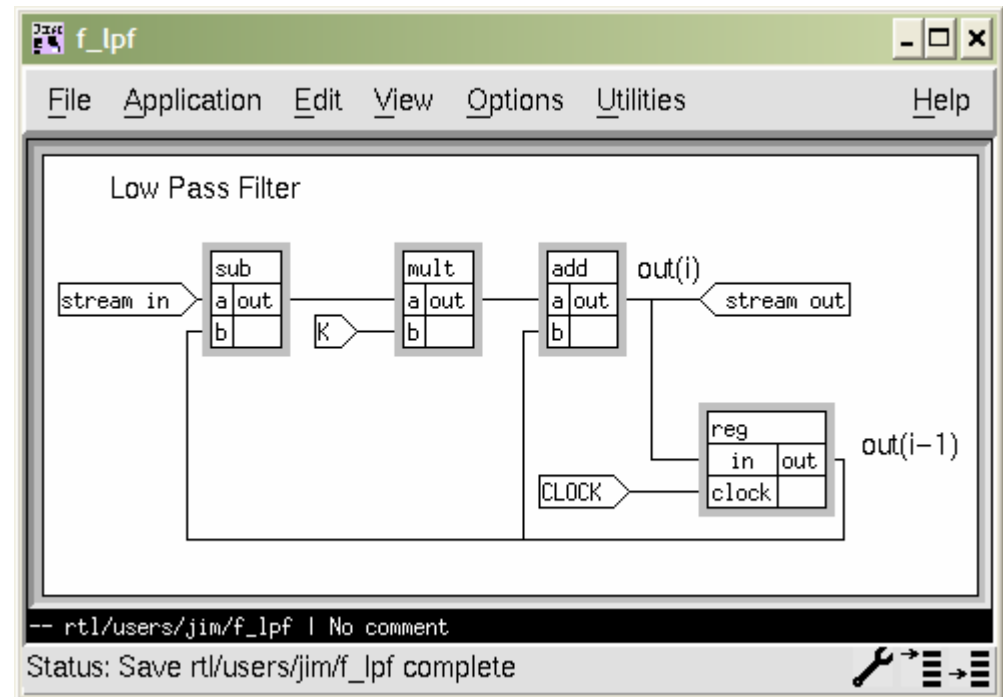 f_lpf
File Application Edit View Options Utilities Help
Low Pass Filter
sub mult add out(i)
stream in a out a out a out stream out
b K b b
reg
in out out(i-1)
CLOCK clock
-- rtl/users/jim/f_lpf | No comment
Status: Save rtl/users/jim/f_lpf complete